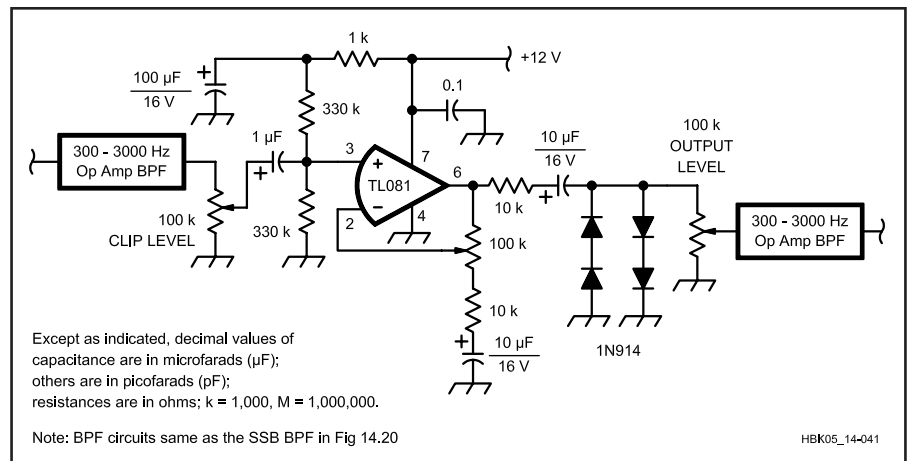 1 k
+12 V
+
100 µF
16 V
330 k
0.1
300 - 3000 Hz
Op Amp BPF
1 µF
+
10 µF
16 V
+
100 k
OUTPUT
LEVEL
3
+
7
6
TL081
−
2
4
100 k
CLIP LEVEL
330 k
10 k
100 k
300 - 3000 Hz
Op Amp BPF
10 k
+
10 µF
16 V
1N914
Except as indicated, decimal values of
capacitance are in microfarads (µF);
others are in picofarads (pF);
resistances are in ohms; k = 1,000, M = 1,000,000.
Note: BPF circuits same as the SSB BPF in Fig 14.20
HBK05_14-041